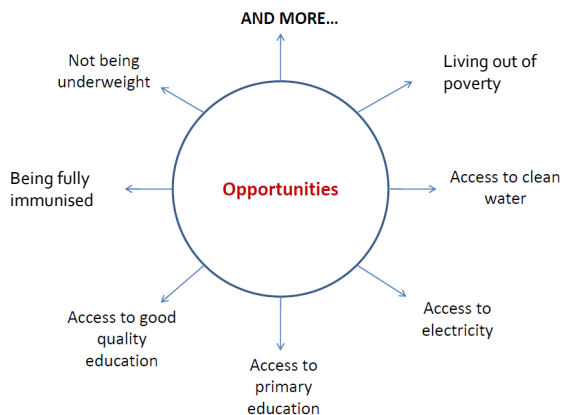 AND MORE…
Not being
underweight
Living out of
poverty
Being fully
immunised
Opportunities
Access to clean
water
Access to good
quality
education
Access to
primary
education
Access to
electricity